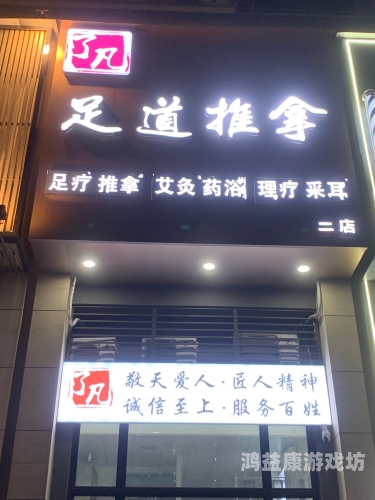 了凡
足道推拿
足疗 推拿 艾灸 药浴 理疗 采耳
二店
了凡
敬天爱人·匠人精神
诚信至上·服务百姓
鸿益康游戏坊